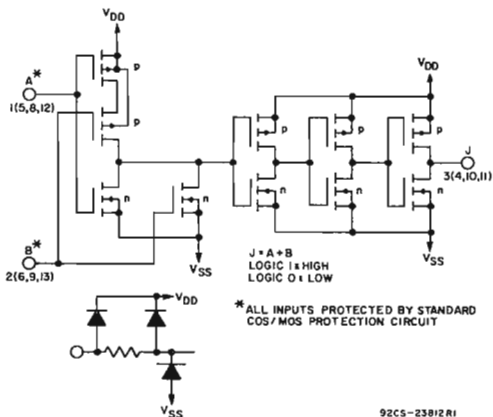 VDD
p
A*
1(5,8,12)
p
n
n
B*
2(6,9,13)
VSS
VDD
p
p
p
n
n
n
J
3(4,10,11)
VSS
J=A+B
LOGIC 1=HIGH
LOGIC 0=LOW
*ALL INPUTS PROTECTED BY STANDARD
COS/MOS PROTECTION CIRCUIT
VDD
VSS
92CS-23812R1